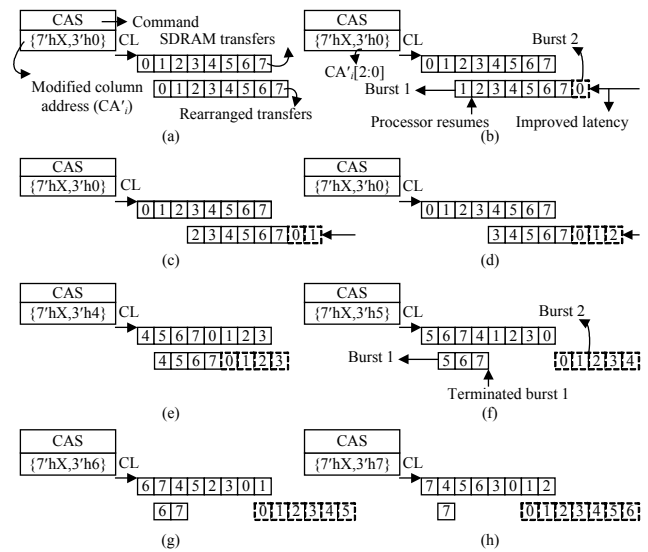 CAS
{7'hX,3'h0}
Command
CL
SDRAM transfers
0 1 2 3 4 5 6 7
0 1 2 3 4 5 6 7
Modified column
address (CA'i)
Rearranged transfers
(a)
CAS
{7'hX,3'h0}
CL
CA'i[2:0]
Burst 2
0 1 2 3 4 5 6 7
Burst 1
1 2 3 4 5 6 7 0
Processor resumes
Improved latency
(b)
CAS
{7'hX,3'h0}
CL
0 1 2 3 4 5 6 7
2 3 4 5 6 7 0 1
(c)
CAS
{7'hX,3'h0}
CL
0 1 2 3 4 5 6 7
3 4 5 6 7 0 1 2
(d)
CAS
{7'hX,3'h4}
CL
4 5 6 7 0 1 2 3
4 5 6 7 0 1 2 3
(e)
CAS
{7'hX,3'h5}
CL
Burst 2
5 6 7 4 1 2 3 0
Burst 1
5 6 7
0 1 2 3 4
Terminated burst 1
(f)
CAS
{7'hX,3'h6}
CL
6 7 4 5 2 3 0 1
6 7
0 1 2 3 4 5
(g)
CAS
{7'hX,3'h7}
CL
7 4 5 6 3 0 1 2
7
0 1 2 3 4 5 6
(h)